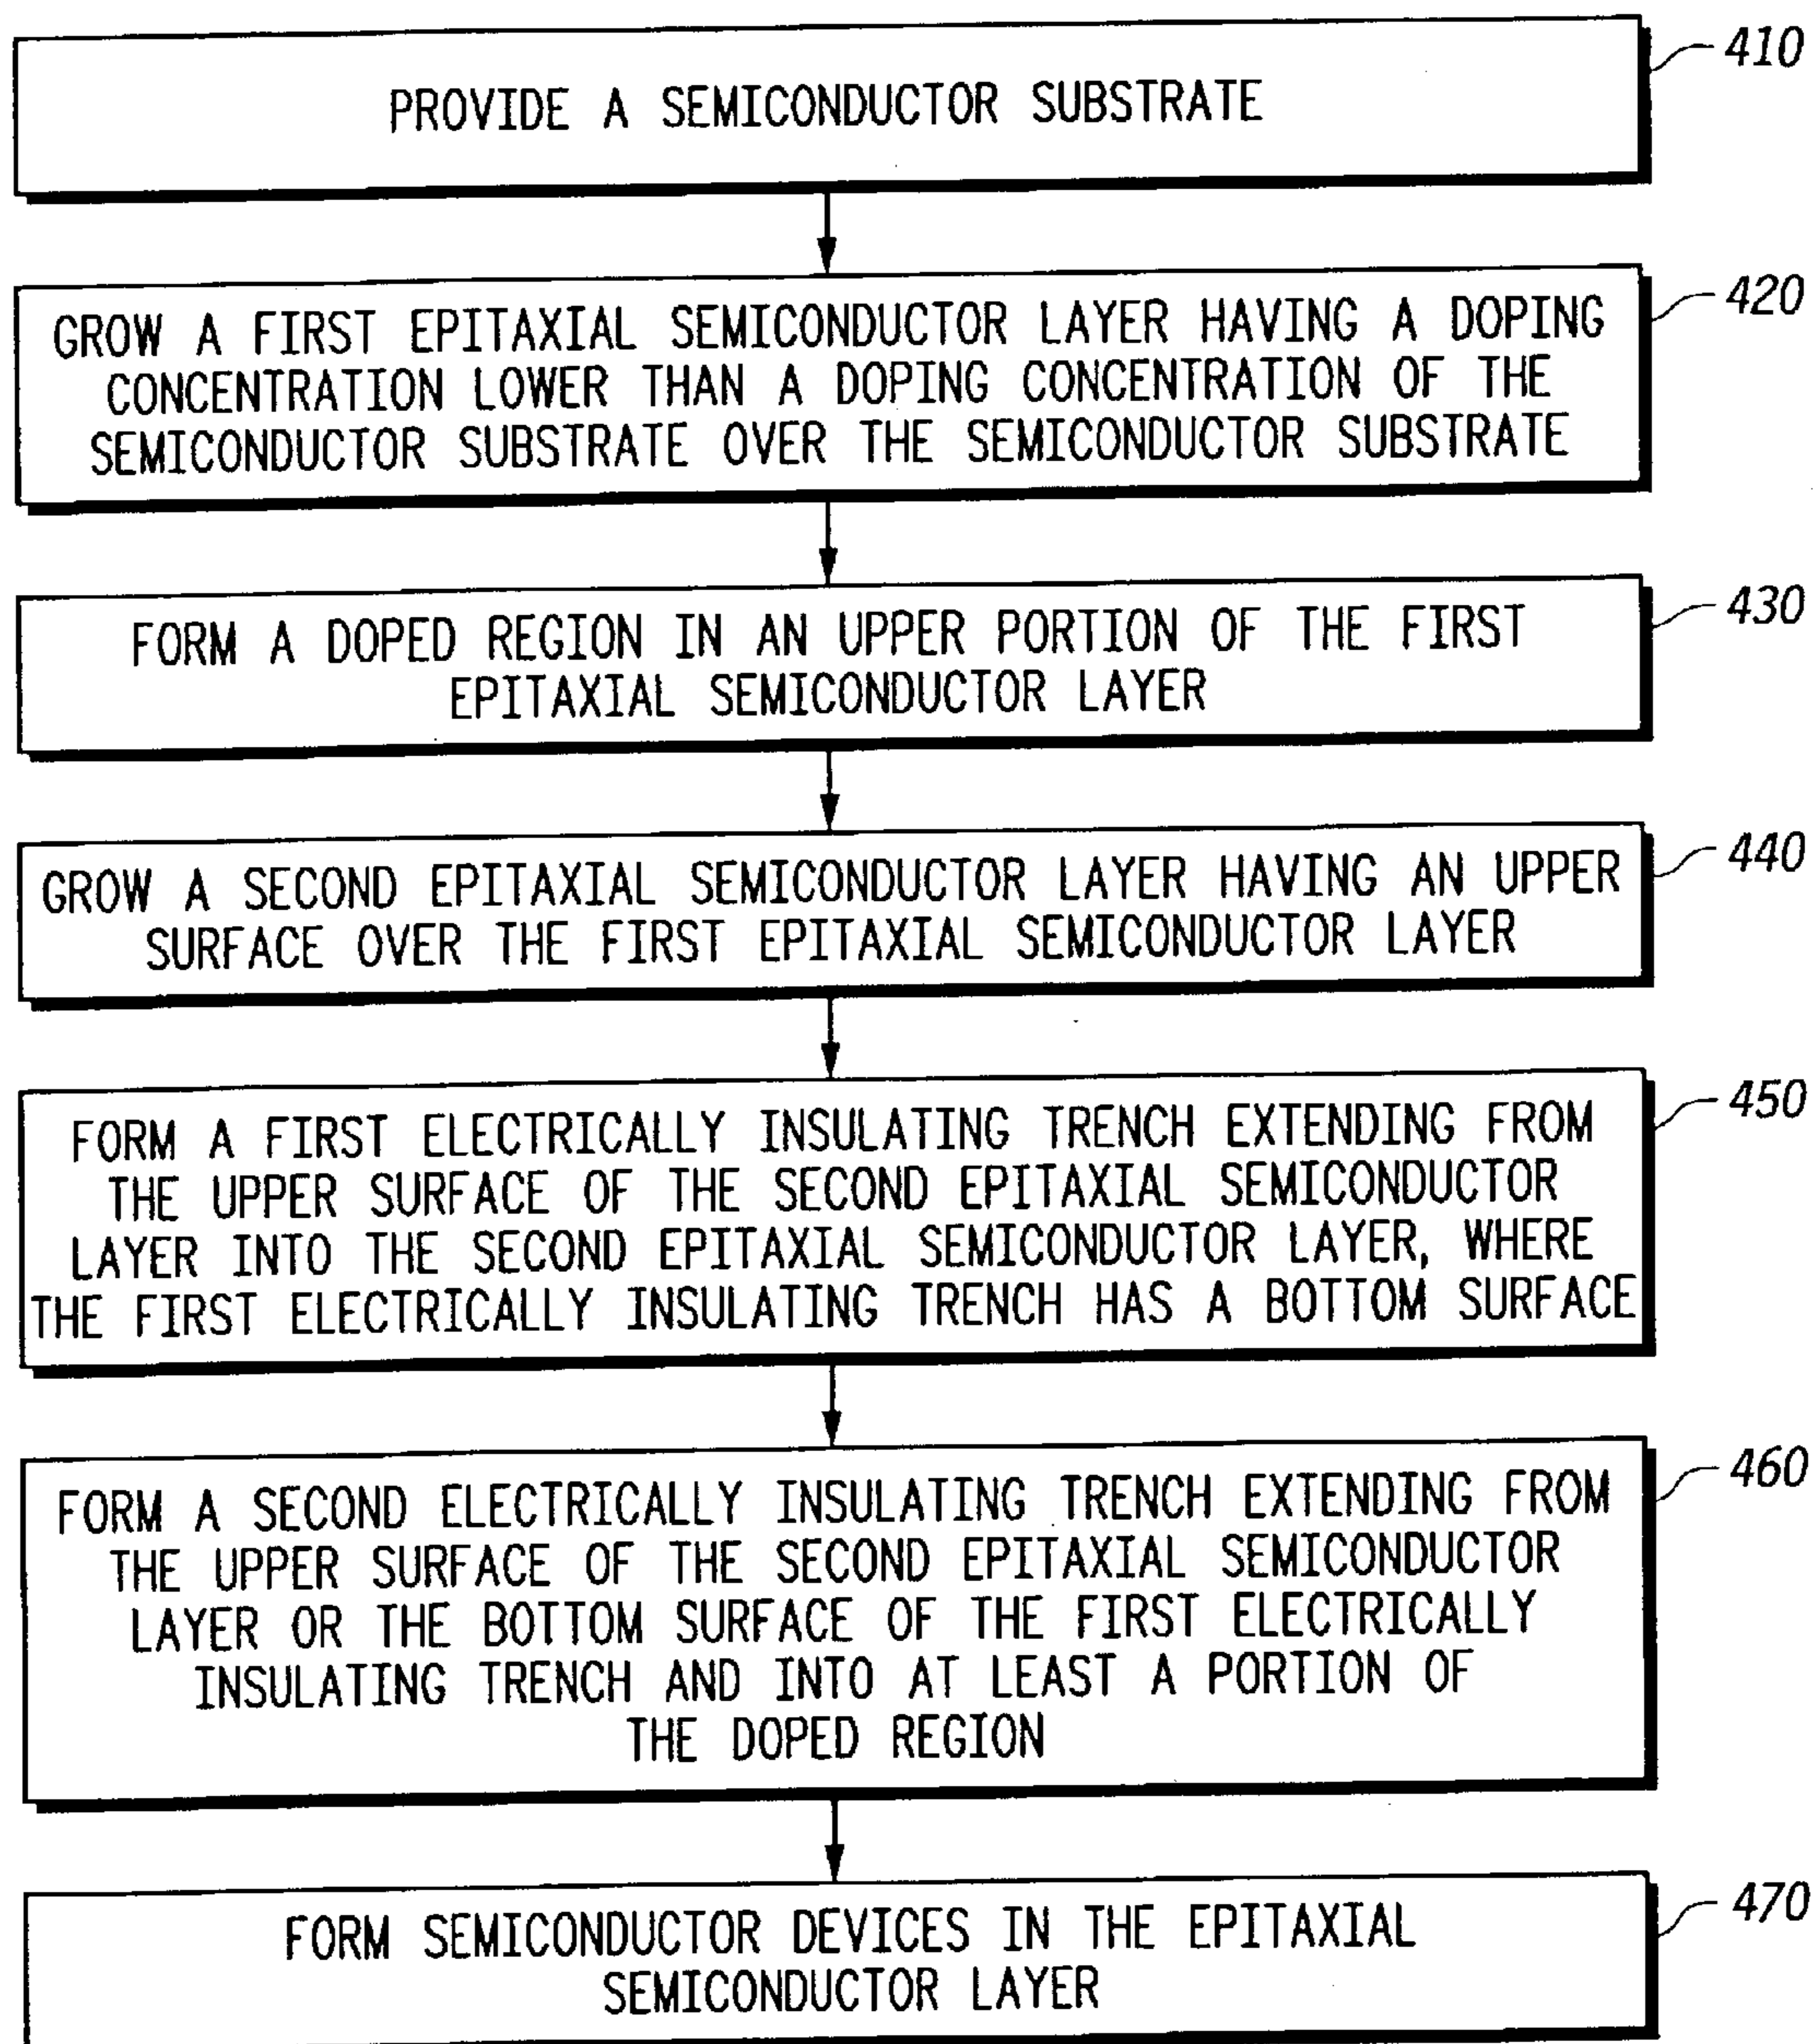 410
PROVIDE A SEMICONDUCTOR SUBSTRATE
420
GROW A FIRST EPITAXIAL SEMICONDUCTOR LAYER HAVING A DOPING
CONCENTRATION LOWER THAN A DOPING CONCENTRATION OF THE
SEMICONDUCTOR SUBSTRATE OVER THE SEMICONDUCTOR SUBSTRATE
430
FORM A DOPED REGION IN AN UPPER PORTION OF THE FIRST
EPITAXIAL SEMICONDUCTOR LAYER
440
GROW A SECOND EPITAXIAL SEMICONDUCTOR LAYER HAVING AN UPPER
SURFACE OVER THE FIRST EPITAXIAL SEMICONDUCTOR LAYER
450
FORM A FIRST ELECTRICALLY INSULATING TRENCH EXTENDING FROM
THE UPPER SURFACE OF THE SECOND EPITAXIAL SEMICONDUCTOR
LAYER INTO THE SECOND EPITAXIAL SEMICONDUCTOR LAYER, WHERE
THE FIRST ELECTRICALLY INSULATING TRENCH HAS A BOTTOM SURFACE
460
FORM A SECOND ELECTRICALLY INSULATING TRENCH EXTENDING FROM
THE UPPER SURFACE OF THE SECOND EPITAXIAL SEMICONDUCTOR
LAYER OR THE BOTTOM SURFACE OF THE FIRST ELECTRICALLY
INSULATING TRENCH AND INTO AT LEAST A PORTION OF
THE DOPED REGION
470
FORM SEMICONDUCTOR DEVICES IN THE EPITAXIAL
SEMICONDUCTOR LAYER